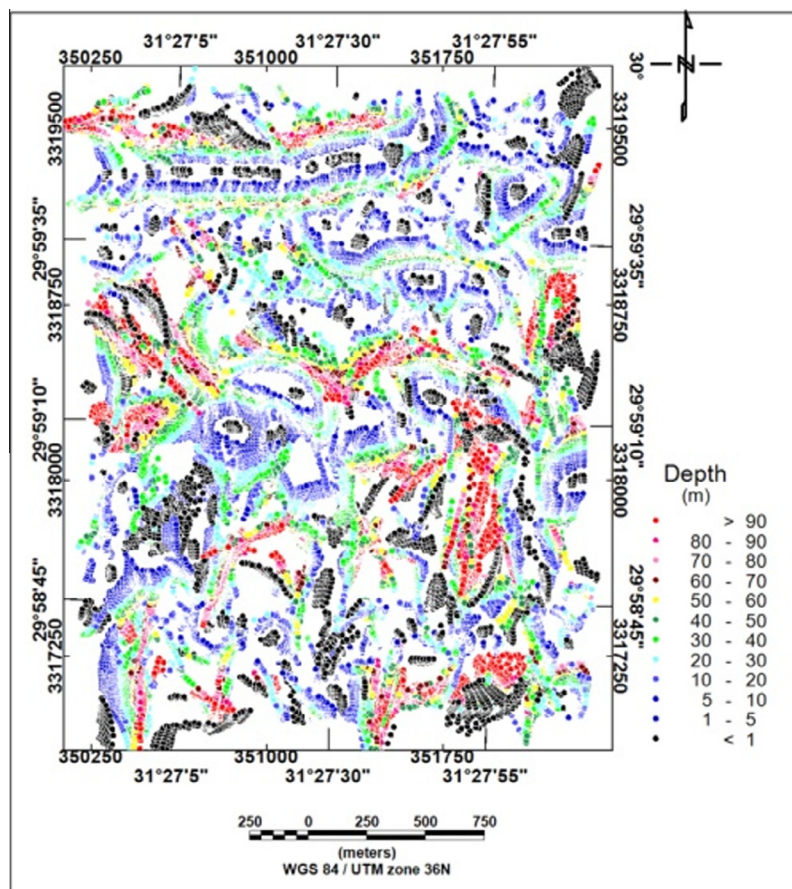 31°27'5" 31°27'30" 31°27'55"
350250 351000 351750 30°
3319500 3319500
29°59'35" 29°59'35"
3318750 3318750
29°59'10" 29°59'10"
3318000 3318000
29°58'45" 29°58'45"
3317250 3317250
350250 351000 351750
31°27'5" 31°27'30" 31°27'55"
N
Depth
(m)
> 90
80 - 90
70 - 80
60 - 70
50 - 60
40 - 50
30 - 40
20 - 30
10 - 20
5 - 10
1 - 5
< 1
250 0 250 500 750
(meters)
WGS 84 / UTM zone 36N